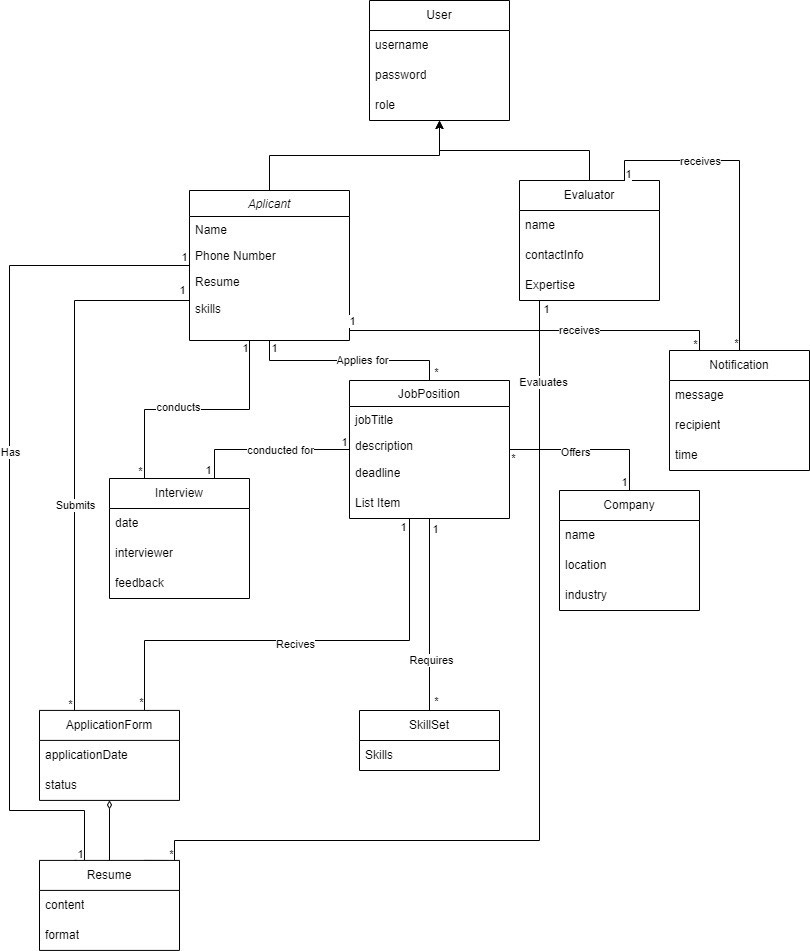 User
username
password
role
receives
1
Aplicant
Name
Phone Number
Resume
skills
1
1
1
1
1
Evaluator
name
contactInfo
Expertise
1
receives
*
*
Notification
message
recipient
time
Applies for
*
Evaluates
conducts
*
JobPosition
jobTitle
description
deadline
List Item
1
conducted for
1
*
Offers
1
Has
Interview
date
interviewer
feedback
Company
name
location
industry
Submits
1
1
Recives
Requires
*
*
*
ApplicationForm
applicationDate
status
SkillSet
Skills
1
*
Resume
content
format